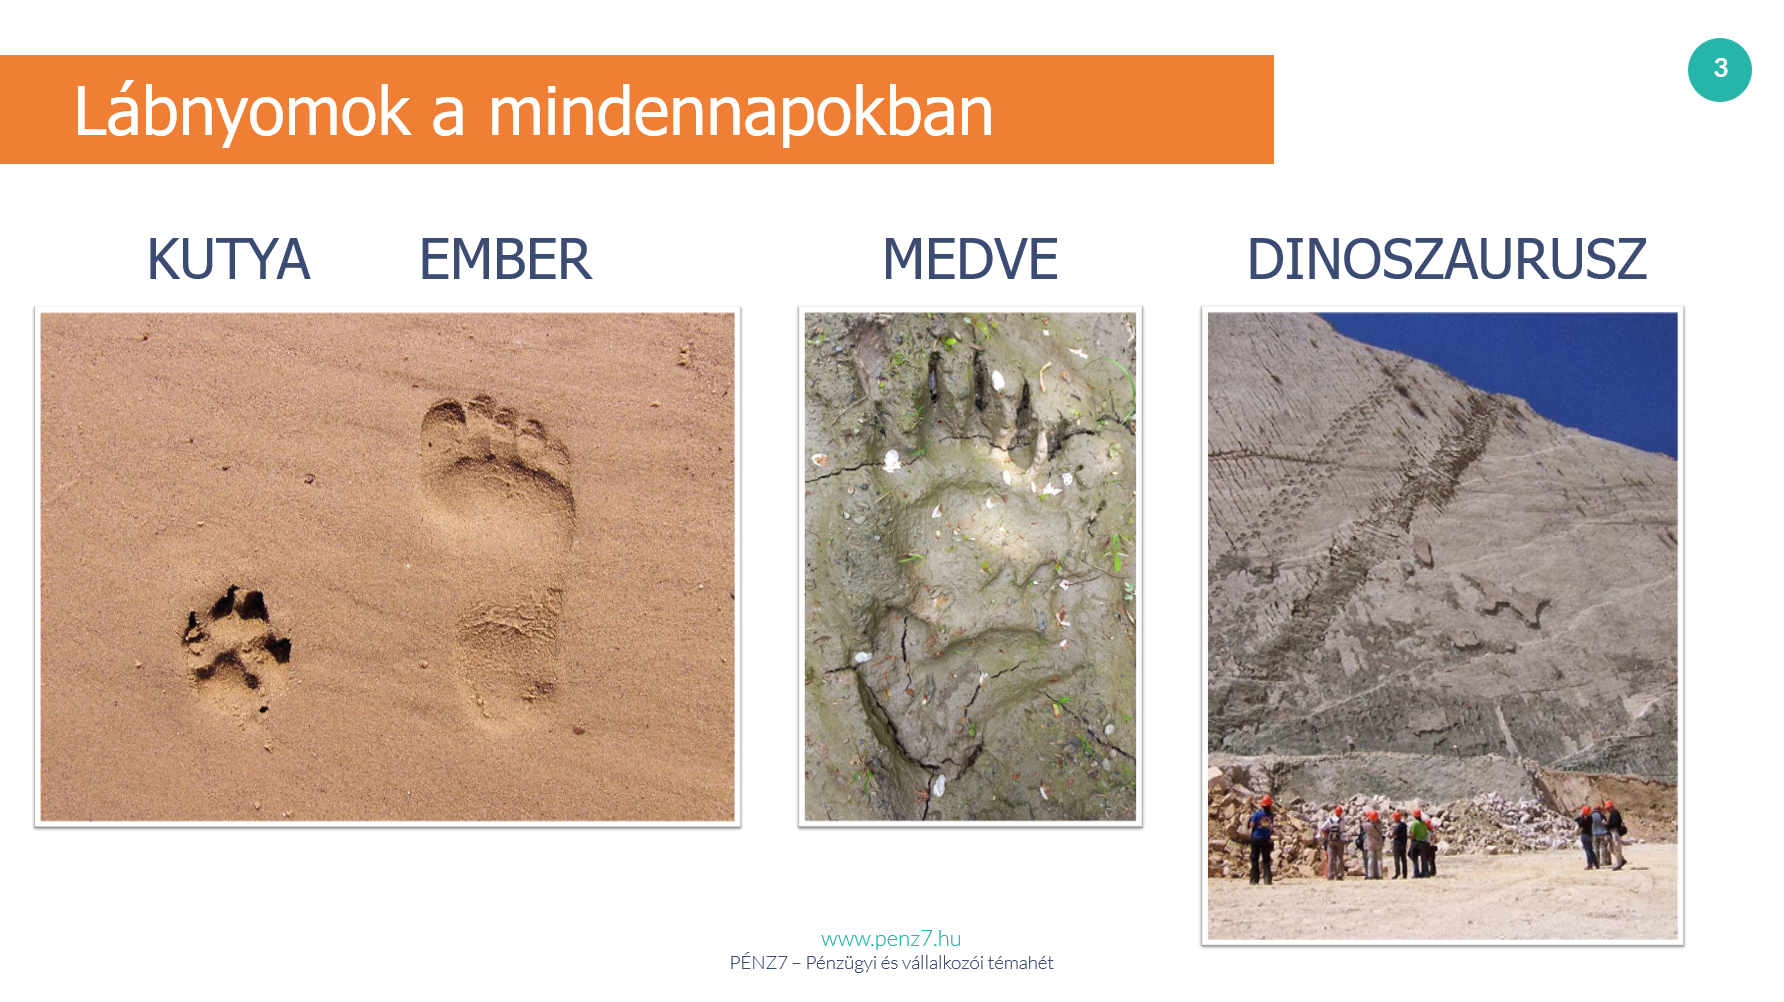 3
Lábnyomok a mindennapokban
KUTYA EMBER MEDVE DINOSZAURUSZ
www.penz7.hu
PÉNZ7 – Pénzügyi és vállalkozói témahét